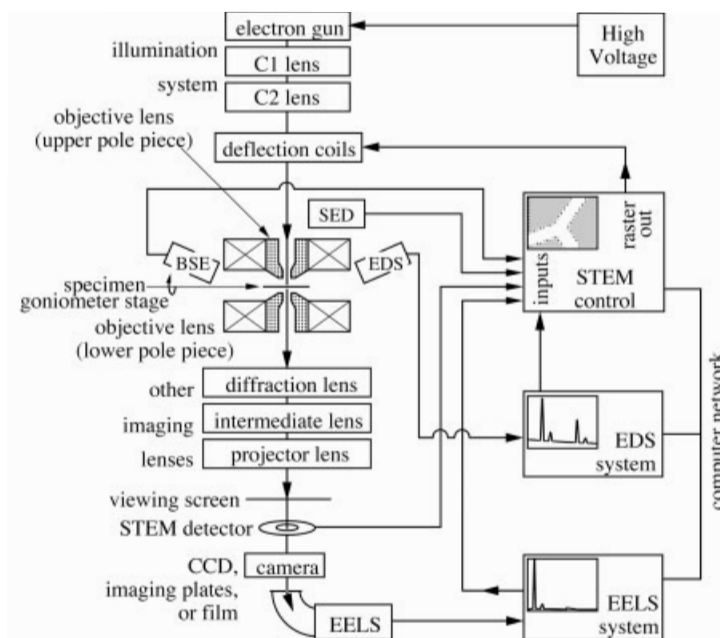 electron gun
High
Voltage
illumination
system
C1 lens
C2 lens
objective lens
(upper pole piece)
deflection coils
SED
BSE
EDS
raster
out
inputs
STEM
control
specimen
goniometer stage
objective lens
(lower pole piece)
other
imaging
lenses
diffraction lens
intermediate lens
projector lens
EDS
system
computer network
viewing screen
STEM detector
CCD,
imaging plates,
or film
camera
EELS
EELS
system